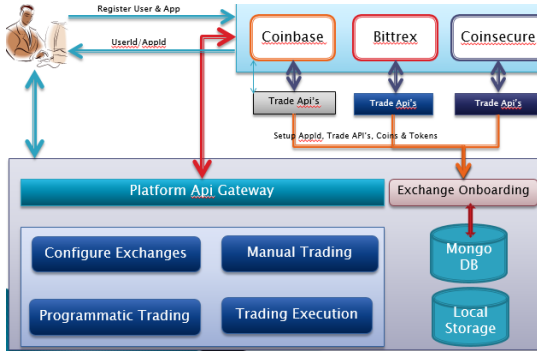 Register User & App
UserId/AppId
Coinbase
Bittrex
Coinsecure
Trade Api's
Trade Api's
Trade Api's
Setup AppId, Trade API's, Coins & Tokens
Platform Api Gateway
Exchange Onboarding
Configure Exchanges
Manual Trading
Mongo
DB
Programmatic Trading
Trading Execution
Local
Storage